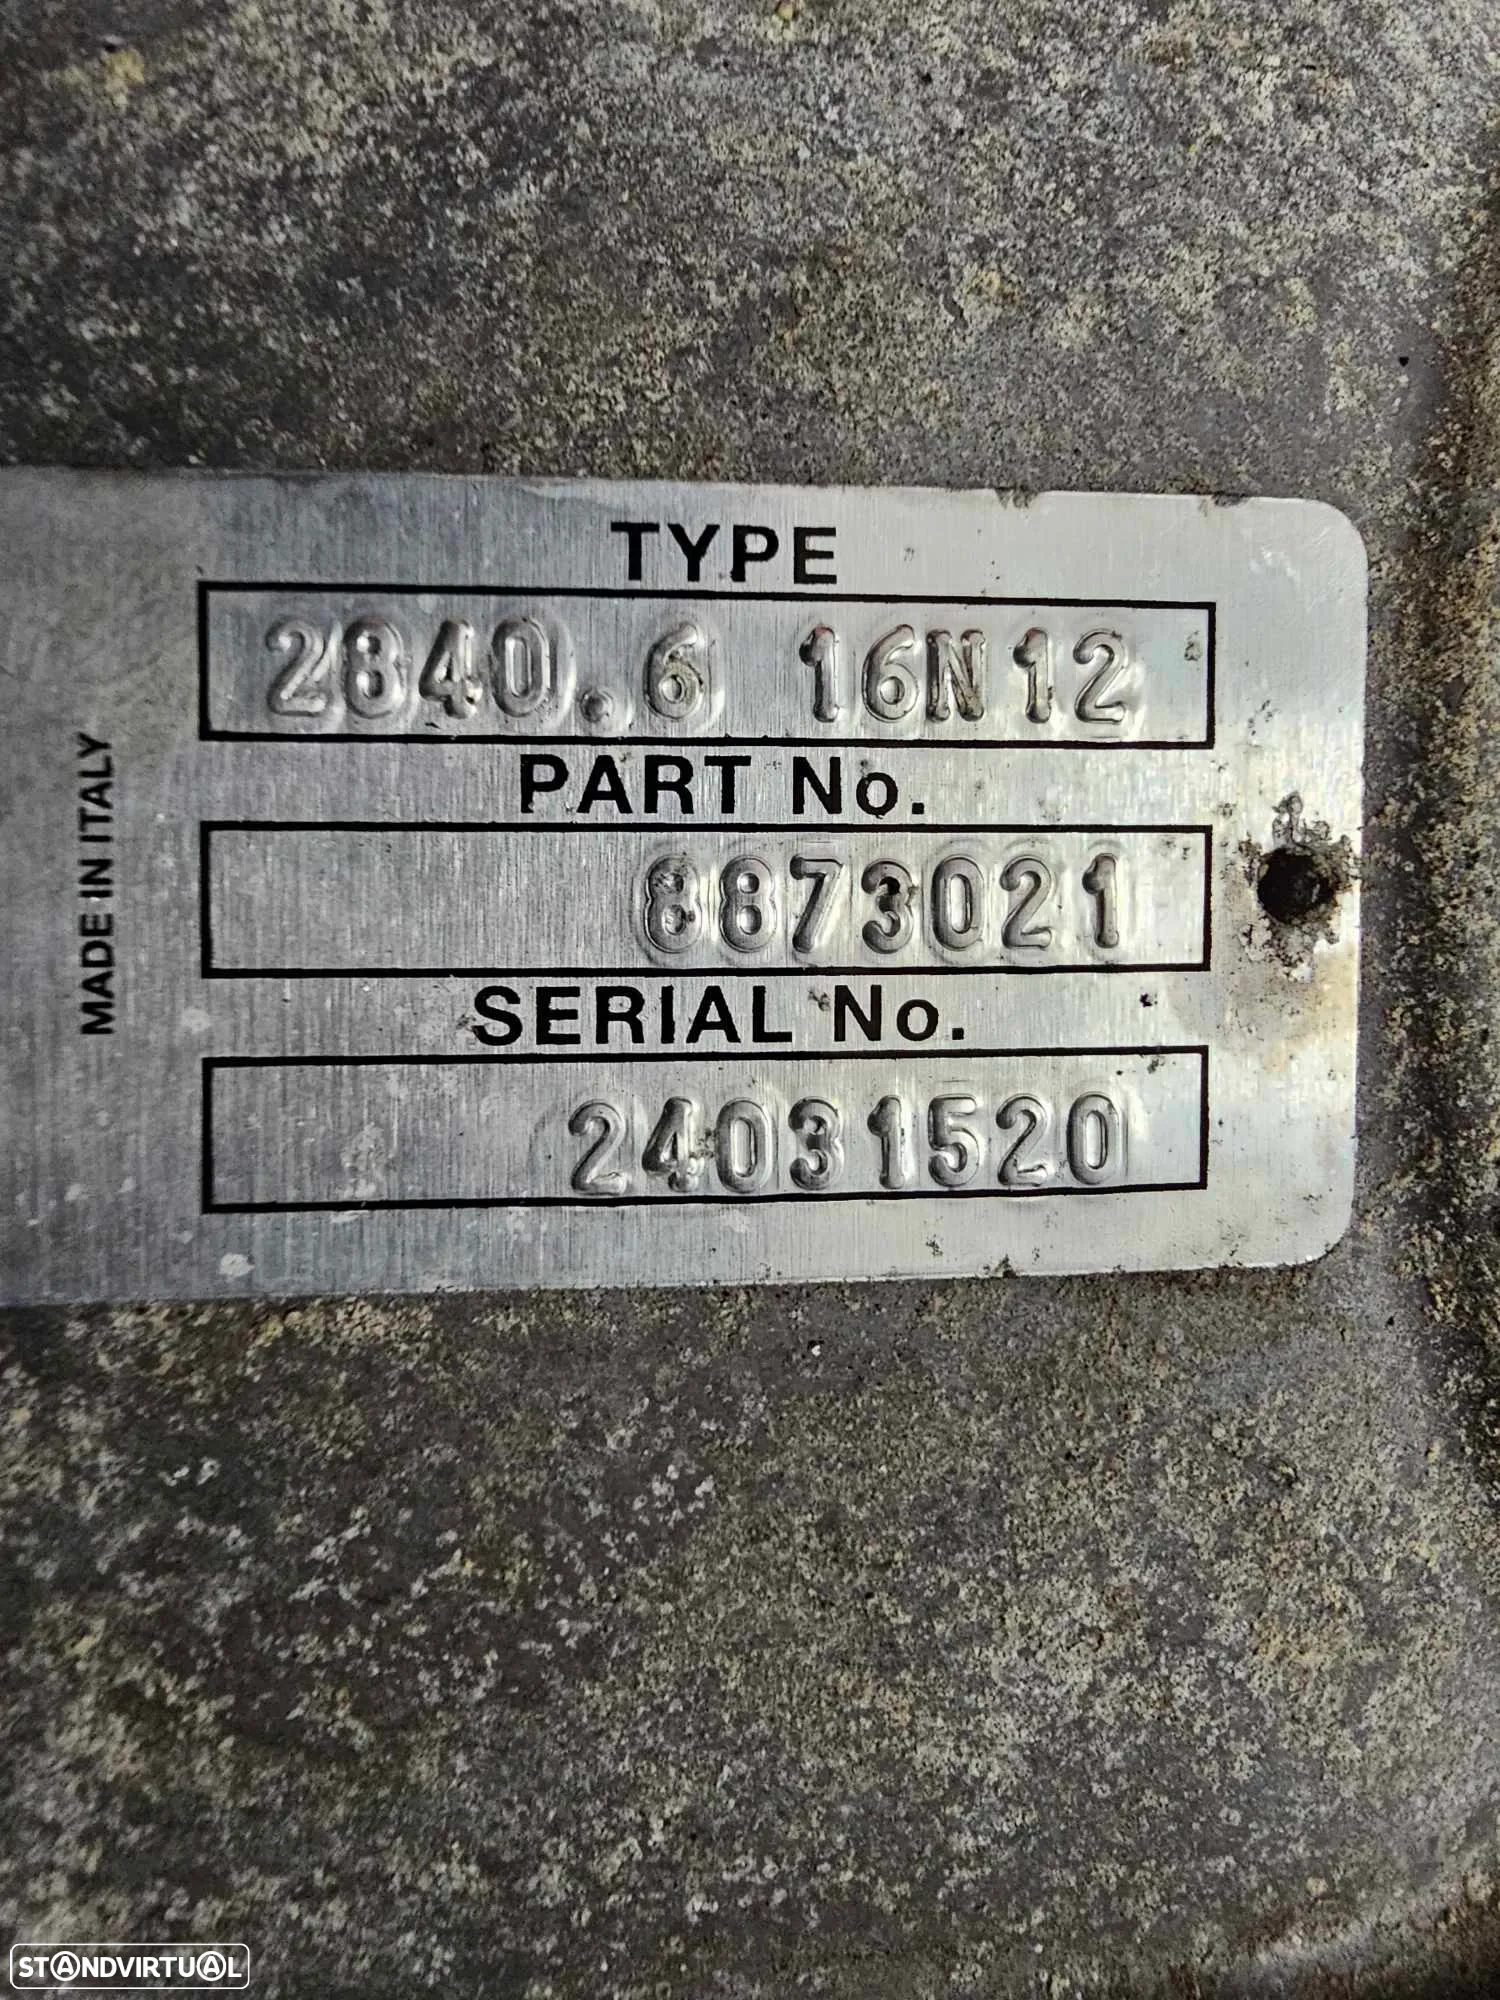 TYPE
2840.6 16N12
PART No.
8873021
SERIAL No.
24031520
MADE IN ITALY
STANDVIRTUAL